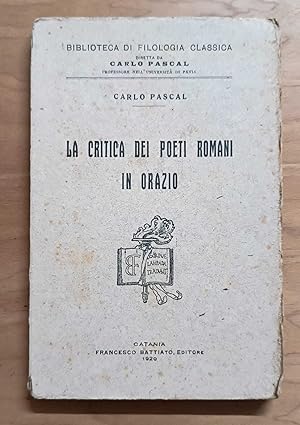 BIBLIOTECA DI FILOLOGIA CLASSICA
DIRETTA DA
CARLO PASCAL
PROFESSORE NELL'UNIVERSITÀ DI PAVIA
CARLO PASCAL
LA CRITICA DEI POETI ROMANI
IN ORAZIO
CATANIA
FRANCESCO BATTIATO, EDITORE
1920